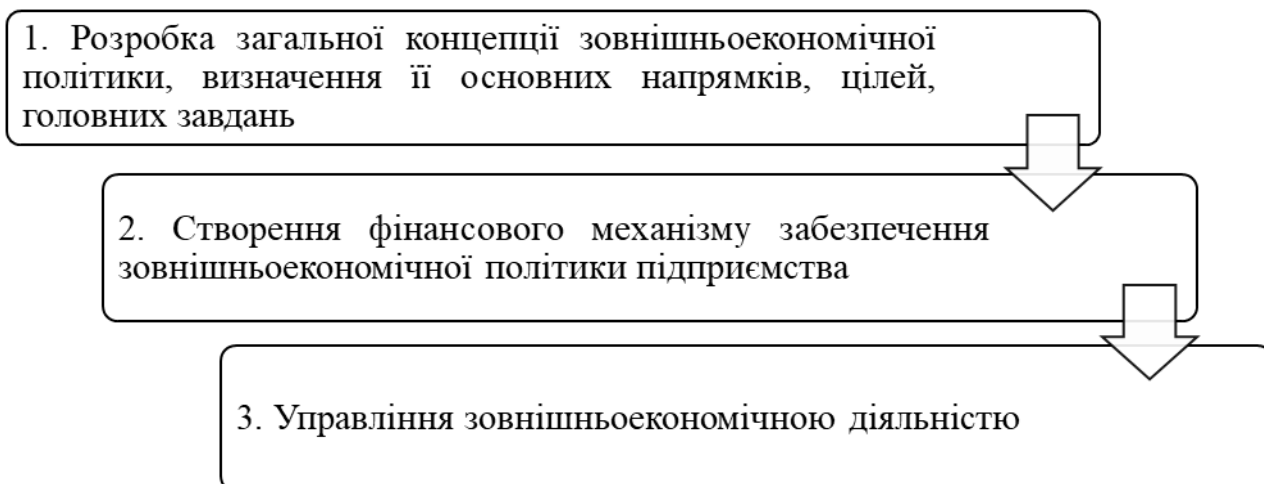 1. Розробка загальної концепції зовнішньоекономічної
політики, визначення її основних напрямків, цілей,
головних завдань
2. Створення фінансового механізму забезпечення
зовнішньоекономічної політики підприємства
3. Управління зовнішньоекономічною діяльністю